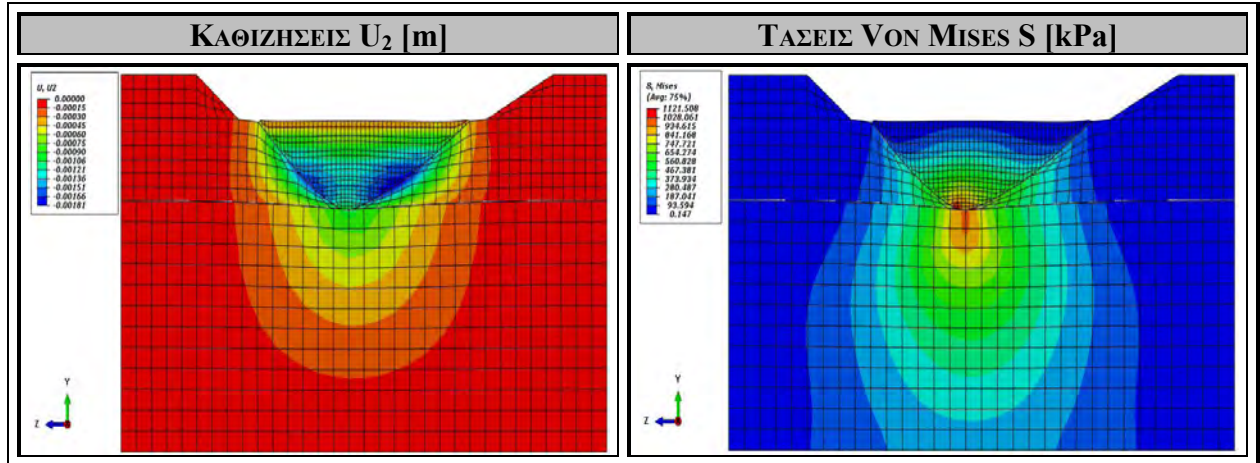 ΚΑΘΙΖΗΣΕΙΣ U2 [m]
ΤΑΣΕΙΣ VON MISES S [kPa]
U, U2
0.00000
-0.00015
-0.00030
-0.00045
-0.00060
-0.00075
-0.00090
-0.00106
-0.00121
-0.00136
-0.00151
-0.00166
-0.00181
Y
Z
S, Mises
(Avg: 75%)
1121.508
1028.061
934.615
841.168
747.721
654.274
560.828
467.381
373.934
280.487
187.041
93.594
0.147
Y
Z